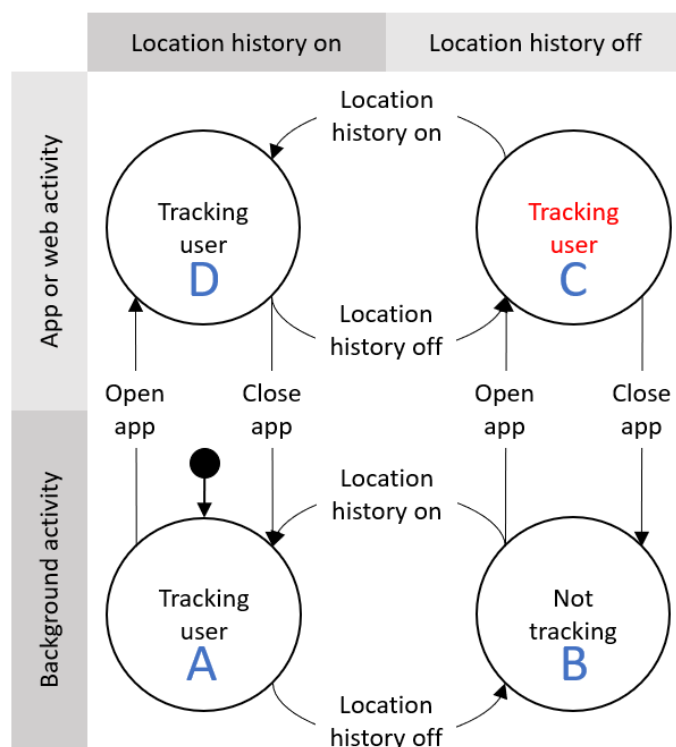 Location history on
Location history off
App or web activity
Location
history on
Tracking
user
D
Tracking
user
C
Location
history off
Open
app
Close
app
Open
app
Close
app
Background activity
Location
history on
Tracking
user
A
Not
tracking
B
Location
history off